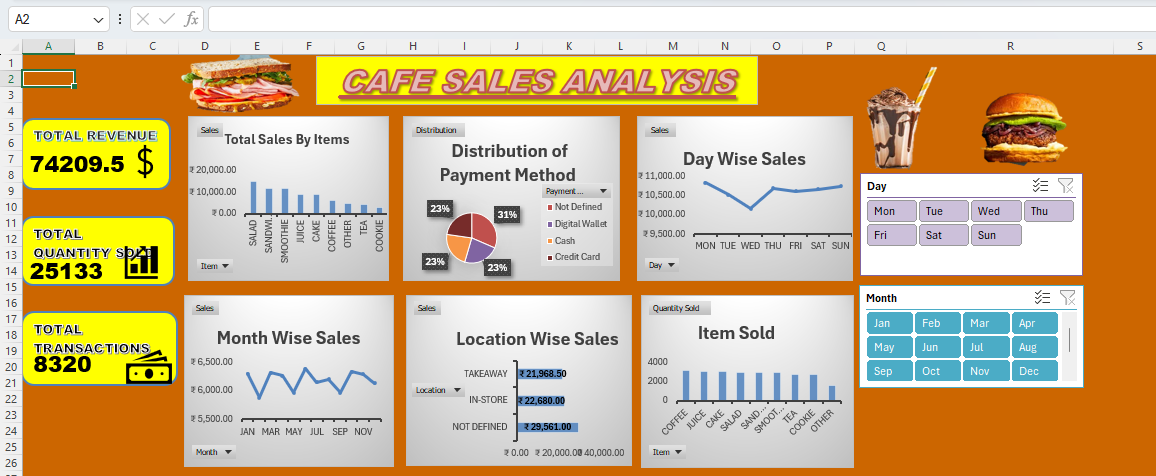 A2
fx
A B C D E F G H I J K L M N O P Q R S
1
2
3
4
5
6
7
8
9
10
11
12
13
14
15
16
17
18
19
20
21
22
23
24
25
26
CAFE SALES ANALYSIS
TOTAL REVENUE
74209.5 $
TOTAL
QUANTITY SOLD
25133
TOTAL
TRANSACTIONS
8320
Sales
Total Sales By Items
₹ 20,000.00
₹ 10,000.00
₹ 0.00
SALAD
SANDWI...
SMOOTHIE
JUICE
CAKE
COFFEE
OTHER
TEA
COOKIE
Item
Distribution
Distribution of
Payment Method
Payment ...
Not Defined
Digital Wallet
Cash
Credit Card
23%
31%
23%
23%
Sales
Day Wise Sales
₹ 11,000.00
₹ 10,500.00
₹ 10,000.00
₹ 9,500.00
MON TUE WED THU FRI SAT SUN
Day
Sales
Month Wise Sales
₹ 6,500.00
₹ 6,000.00
₹ 5,500.00
JAN MAR MAY JUL SEP NOV
Month
Sales
Location Wise Sales
Location
TAKEAWAY ₹ 21,968.50
IN-STORE ₹ 22,680.00
NOT DEFINED ₹ 29,561.00
₹ 0.00 ₹ 20,000.00 ₹ 40,000.00
Quantity Sold
Item Sold
4000
2000
0
COFFEE
JUICE
CAKE
SALAD
SAND...
SMOOT...
TEA
COOKIE
OTHER
Item
Day
Mon Tue Wed Thu
Fri Sat Sun
Month
Jan Feb Mar Apr
May Jun Jul Aug
Sep Oct Nov Dec